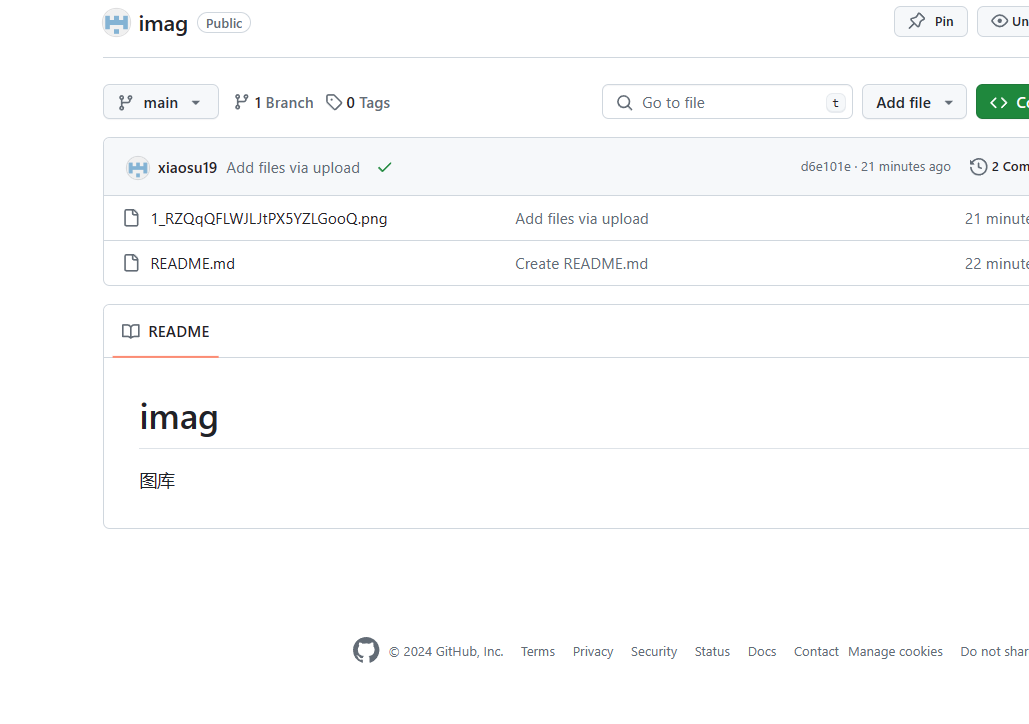 imag Public Pin Un
main 1 Branch 0 Tags Go to file t Add file Co
xiaosu19 Add files via upload d6e101e · 21 minutes ago 2 Com
1_RZQqQFLWJLJtPX5YZLGooQ.png Add files via upload 21 minute
README.md Create README.md 22 minute
README
imag
图库
© 2024 GitHub, Inc. Terms Privacy Security Status Docs Contact Manage cookies Do not shar